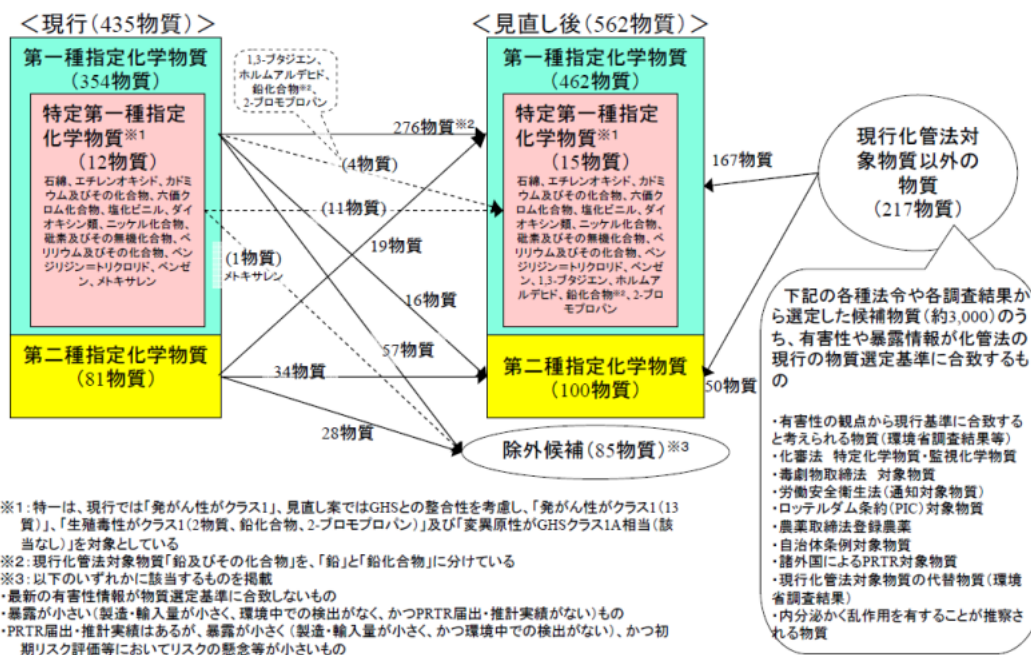 ＜現行(435物質)＞
＜見直し後(562物質)＞
第一種指定化学物質
(354物質)
特定第一種指定
化学物質※1
(12物質)
石綿、エチレンオキシド、カドミ
ウム及びその化合物、六価ク
ロム化合物、塩化ビニル、ダイ
オキシン類、ニッケル化合物、
砒素及びその無機化合物、ベ
リリウム及びその化合物、ベン
ジリジン＝トリクロリド、ベンゼ
ン、メトキサレン
第二種指定化学物質
(81物質)
1,3-ブタジエン、
ホルムアルデヒド、
鉛化合物※2、
2-ブロモプロパン
276物質※2
(4物質)
(11物質)
19物質
(1物質)
メトキサレン
16物質
57物質
34物質
28物質
第一種指定化学物質
(462物質)
特定第一種指定
化学物質※1
(15物質)
石綿、エチレンオキシド、カドミ
ウム及びその化合物、六価ク
ロム化合物、塩化ビニル、ダイ
オキシン類、ニッケル化合物、
砒素及びその無機化合物、ベ
リリウム及びその化合物、ベン
ジリジン＝トリクロリド、ベンゼ
ン、1,3-ブタジエン、ホルムア
ルデヒド、鉛化合物※2、2-ブロ
モプロパン
第二種指定化学物質
(100物質)
除外候補(85物質)※3
167物質
50物質
現行化管法対
象物質以外の
物質
(217物質)
下記の各種法令や各調査結果か
ら選定した候補物質(約3,000)のう
ち、有害性や暴露情報が化管法の
現行の物質選定基準に合致するも
の
・有害性の観点から現行基準に合致する
と考えられる物質(環境省調査結果等)
・化審法 特定化学物質・監視化学物質
・毒劇物取締法 対象物質
・労働安全衛生法(通知対象物質)
・ロッテルダム条約(PIC)対象物質
・農薬取締法登録農薬
・自治体条例対象物質
・諸外国によるPRTR対象物質
・現行化管法対象物質の代替物質(環境
省調査結果)
・内分泌かく乱作用を有することが推察さ
れる物質
※1：特一は、現行では「発がん性がクラス1」、見直し案ではGHSとの整合性を考慮し、「発がん性がクラス1(13
質)」、「生殖毒性がクラス1(2物質、鉛化合物、2-ブロモプロパン)」及び「変異原性がGHSクラス1A相当(該
当なし)」を対象としている
※2：現行化管法対象物質「鉛及びその化合物」を、「鉛」と「鉛化合物」に分けている
※3：以下のいずれかに該当するものを掲載
・最新の有害性情報が物質選定基準に合致しないもの
・暴露が小さい(製造・輸入量が小さく、環境中での検出がなく、かつPRTR届出・推計実績がない)もの
・PRTR届出・推計実績はあるが、暴露が小さく(製造・輸入量が小さく、かつ環境中での検出がない)、かつ初
期リスク評価等においてリスクの懸念等が小さいもの